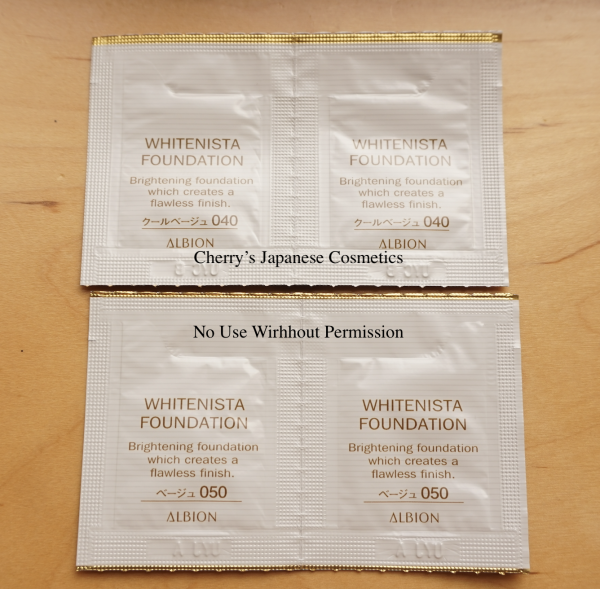 WHITENISTA
FOUNDATION
Brightening foundation
which creates a
flawless finish.
クールベージュ 040
ALBION
WHITENISTA
FOUNDATION
Brightening foundation
which creates a
flawless finish.
クールベージュ 040
ALBION
Cherry's Japanese Cosmetics
No Use Wirhhout Permission
WHITENISTA
FOUNDATION
Brightening foundation
which creates a
flawless finish.
ベージュ 050
ALBION
WHITENISTA
FOUNDATION
Brightening foundation
which creates a
flawless finish.
ベージュ 050
ALBION